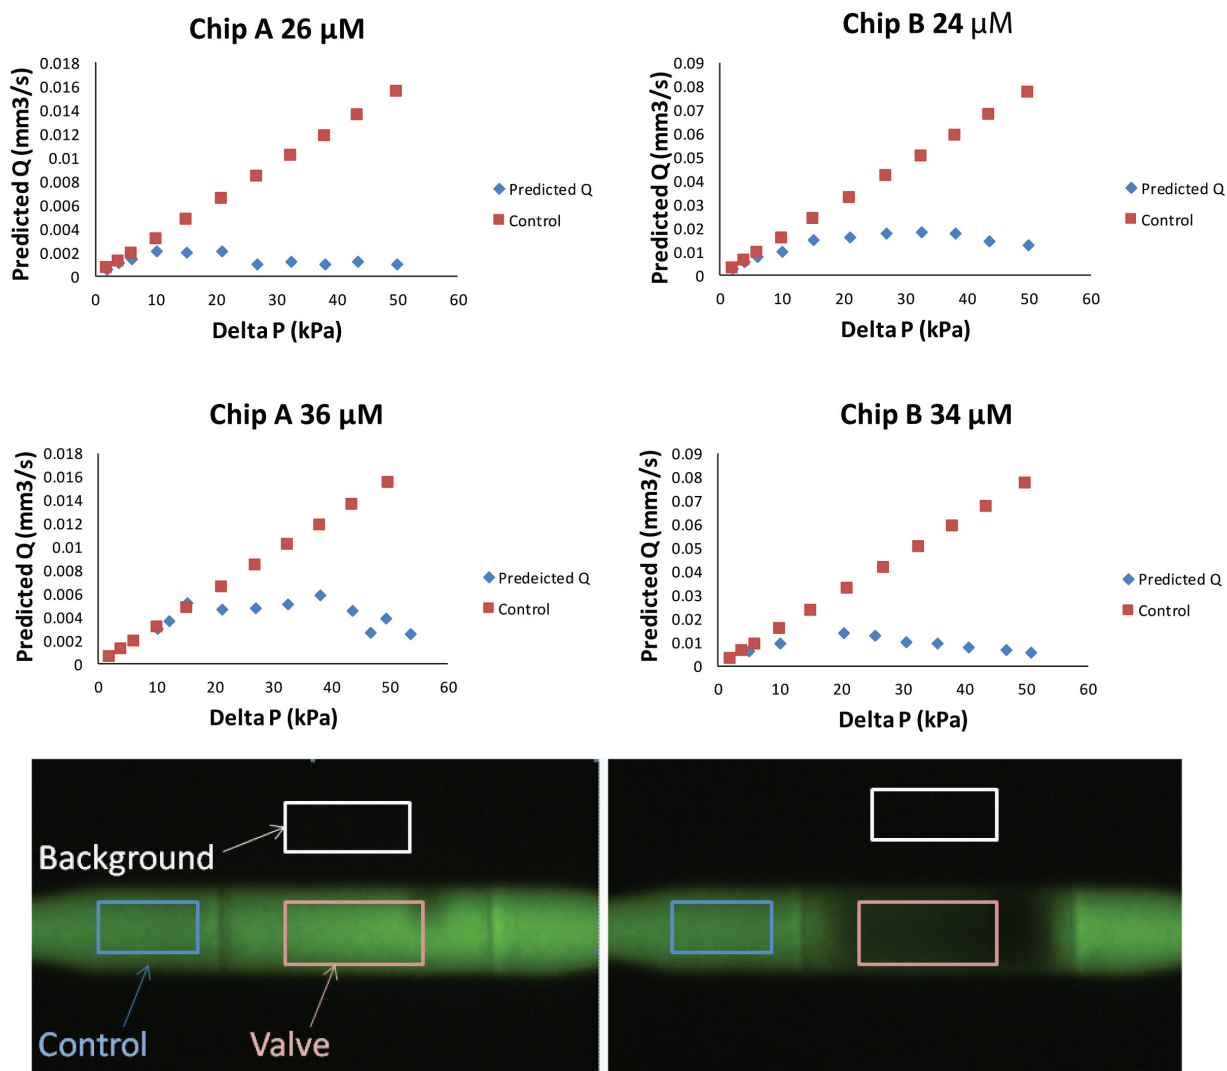 Chip A 26 µM
Predicted Q (mm3/s)
0.018
0.016
0.014
0.012
0.01
0.008
0.006
0.004
0.002
0
0 10 20 30 40 50 60
Delta P (kPa)
Predicted Q
Control
Chip B 24 µM
Predicted Q (mm3/s)
0.09
0.08
0.07
0.06
0.05
0.04
0.03
0.02
0.01
0
0 10 20 30 40 50 60
Delta P (kPa)
Predicted Q
Control
Chip A 36 µM
Predicted Q (mm3/s)
0.018
0.016
0.014
0.012
0.01
0.008
0.006
0.004
0.002
0
0 10 20 30 40 50 60
Delta P (kPa)
Predeicted Q
Control
Chip B 34 µM
Predicted Q (mm3/s)
0.09
0.08
0.07
0.06
0.05
0.04
0.03
0.02
0.01
0
0 10 20 30 40 50 60
Delta P (kPa)
Predicted Q
Control
Background
Control
Valve